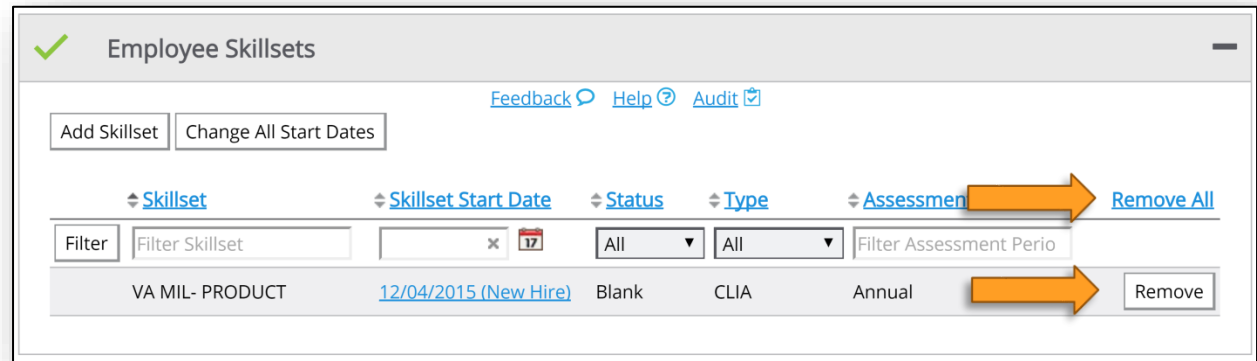 Employee Skillsets
Feedback Help Audit
Add Skillset Change All Start Dates
Skillset Skillset Start Date Status Type Remove All
Filter Filter Skillset 17 All All Filter Assessment Perio
VA MIL- PRODUCT 12/04/2015 (New Hire) Blank CLIA Annual Remove